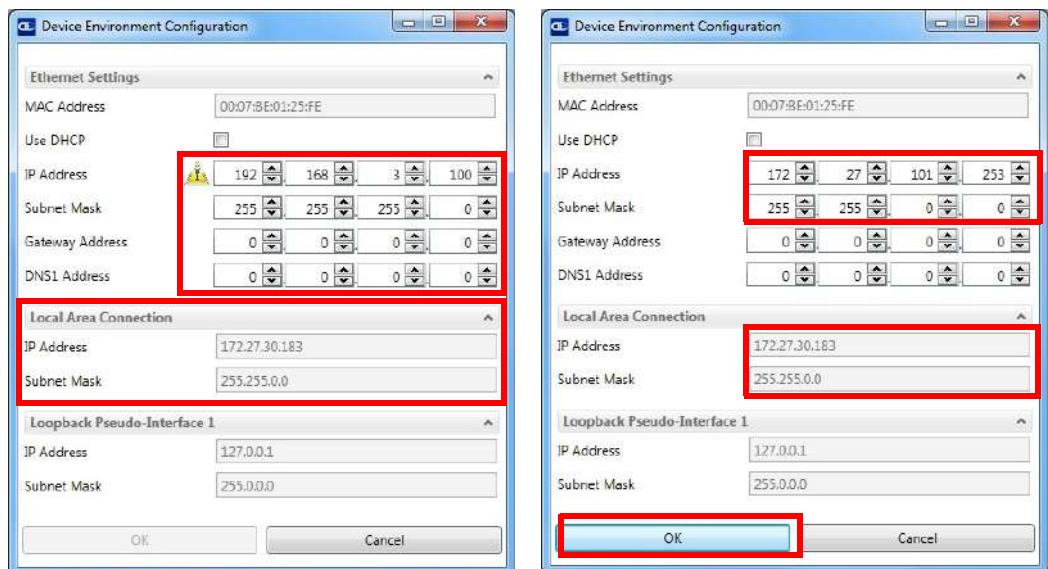 Device Environment Configuration
Ethernet Settings
MAC Address 00:07:BE:01:25:FE
Use DHCP
IP Address 192 . 168 . 3 . 100
Subnet Mask 255 . 255 . 255 . 0
Gateway Address 0 . 0 . 0 . 0
DNS1 Address 0 . 0 . 0 . 0
Local Area Connection
IP Address 172.27.30.183
Subnet Mask 255.255.0.0
Loopback Pseudo-Interface 1
IP Address 127.0.0.1
Subnet Mask 255.0.0.0
OK Cancel
Device Environment Configuration
Ethernet Settings
MAC Address 00:07:BE:01:25:FE
Use DHCP
IP Address 172 . 27 . 101 . 253
Subnet Mask 255 . 255 . 0 . 0
Gateway Address 0 . 0 . 0 . 0
DNS1 Address 0 . 0 . 0 . 0
Local Area Connection
IP Address 172.27.30.183
Subnet Mask 255.255.0.0
Loopback Pseudo-Interface 1
IP Address 127.0.0.1
Subnet Mask 255.0.0.0
OK Cancel